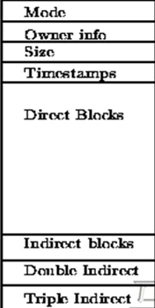 Mode
Owner info
Size
Timestamps
Direct Blocks
Indirect blocks
Double Indirect
Triple Indirect